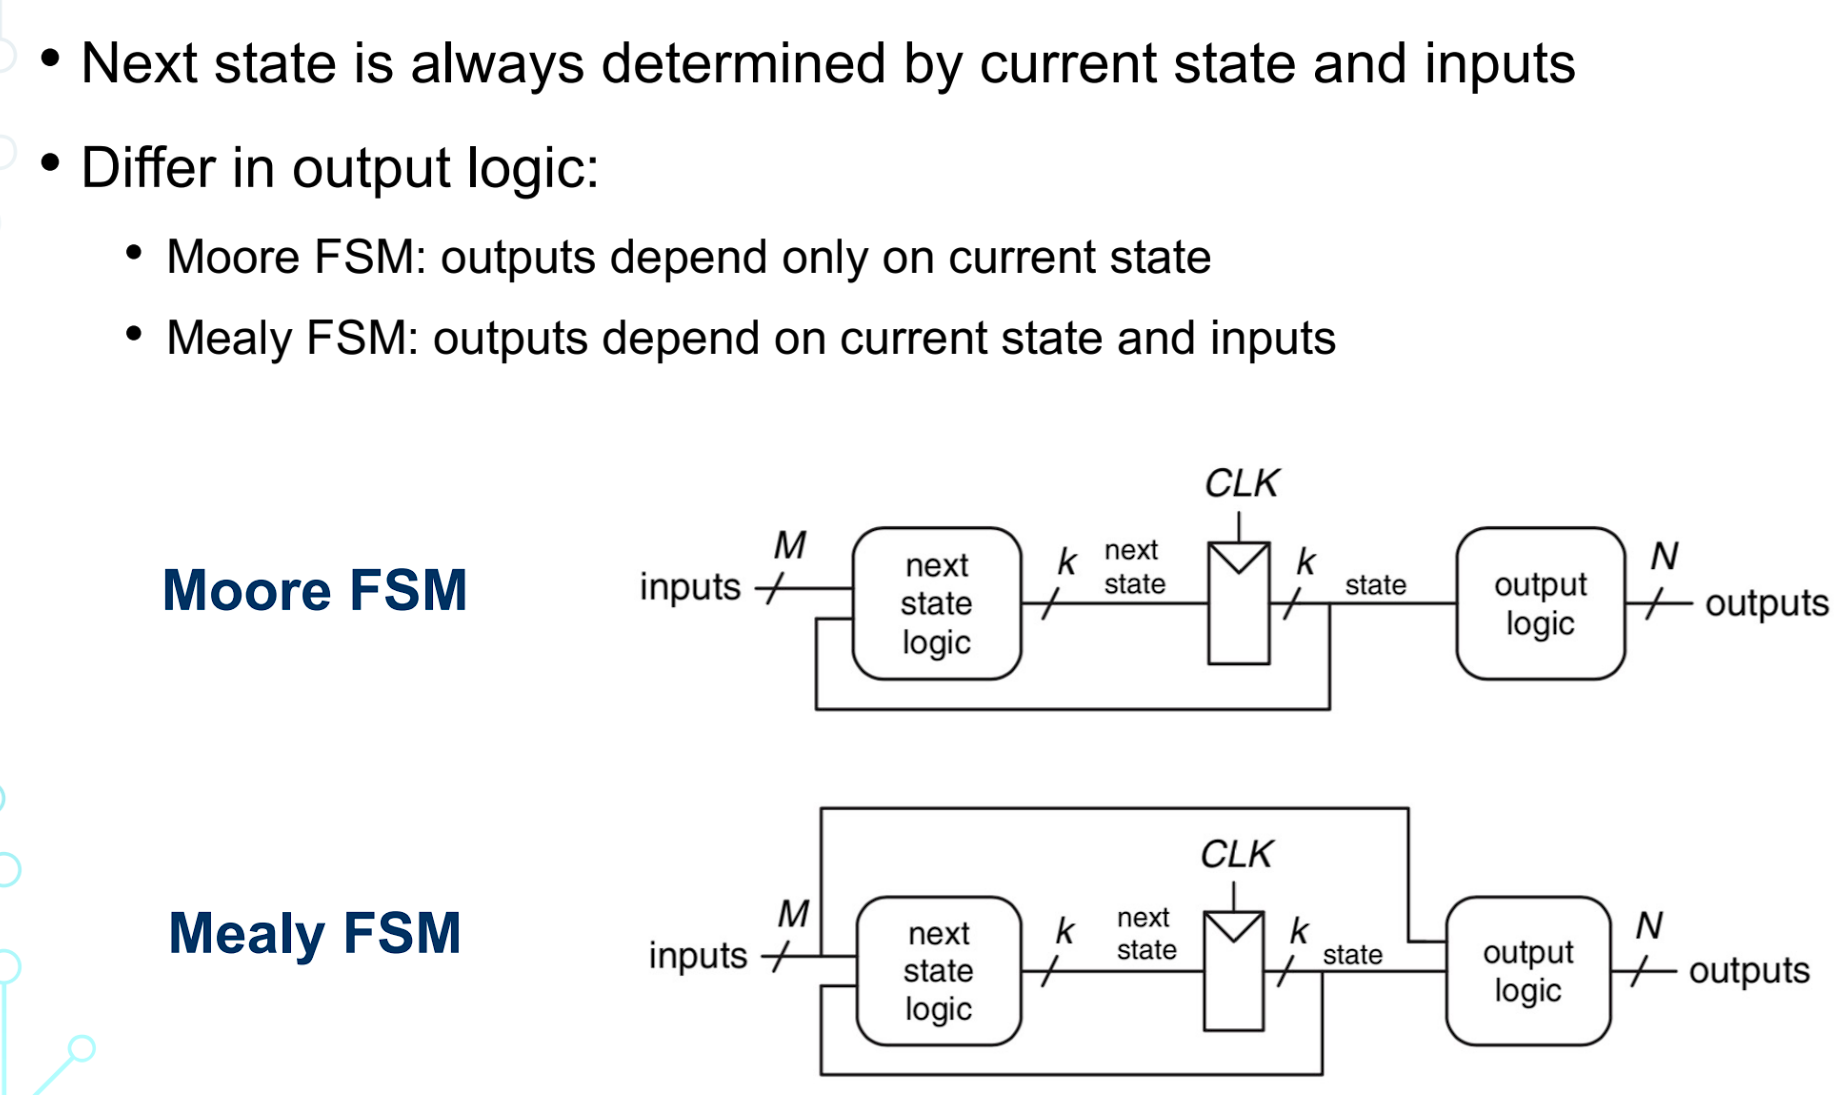 • Next state is always determined by current state and inputs
• Differ in output logic:
• Moore FSM: outputs depend only on current state
• Mealy FSM: outputs depend on current state and inputs
Moore FSM
inputs
M
next
state
logic
k
next
state
CLK
k
state
output
logic
N
outputs
Mealy FSM
inputs
M
next
state
logic
k
next
state
CLK
k
state
output
logic
N
outputs